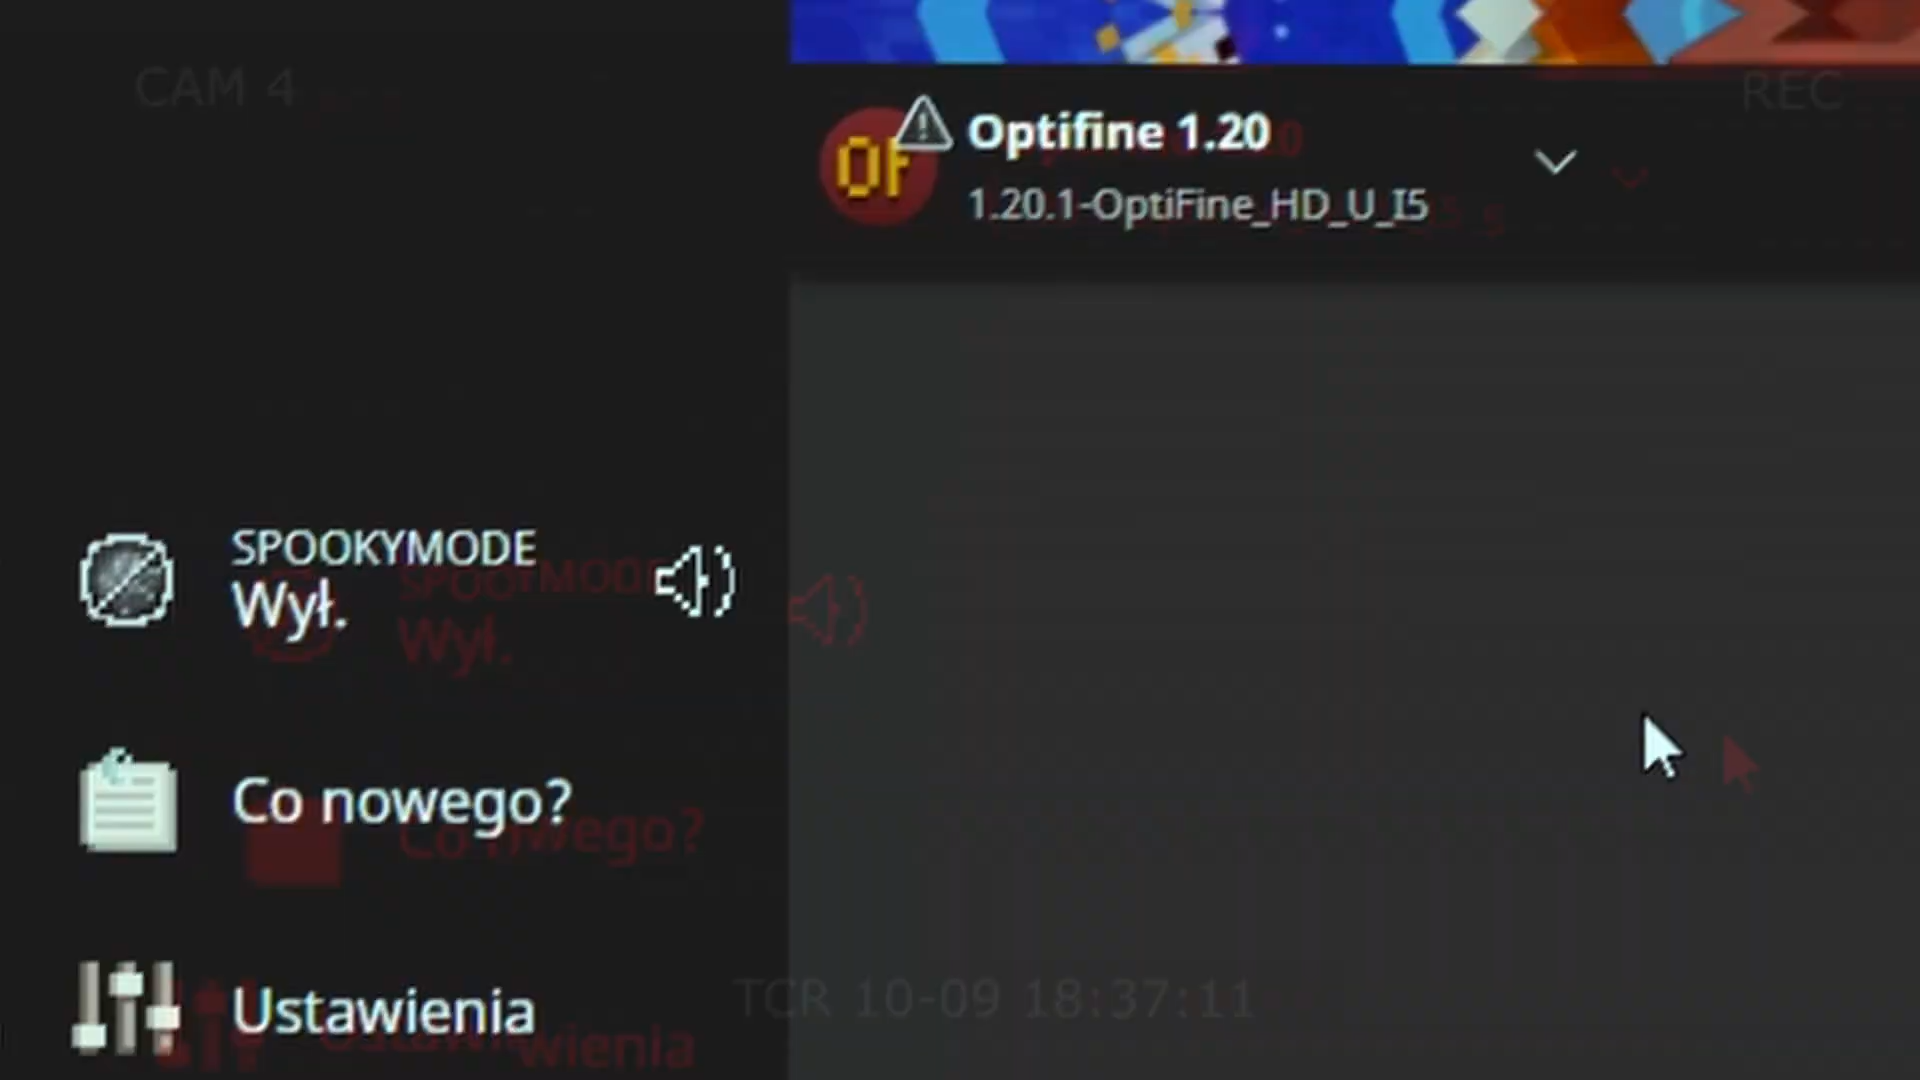 CAM 4
REC
OF
Optifine 1.20
1.20.1-OptiFine_HD_U_I5
SPOOKYMODE
Wył.
Co nowego?
Ustawienia
TCR 10-09 18:37:11